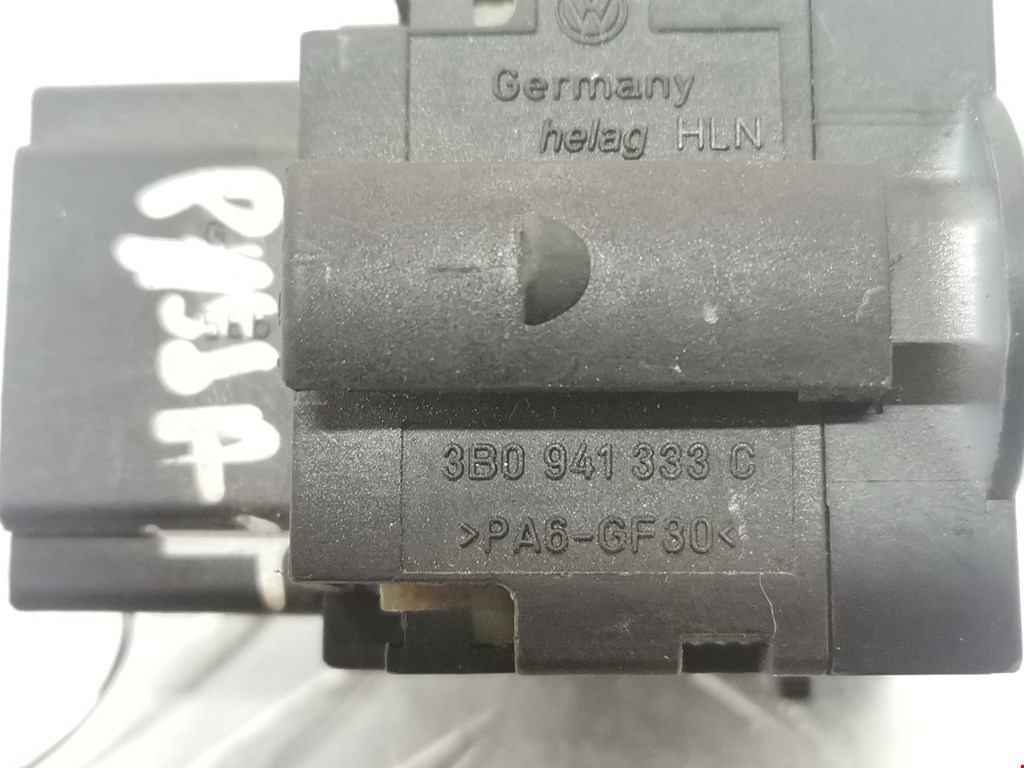 Germany
helag HLN
3B0 941 333 C
>PA6-GF30<